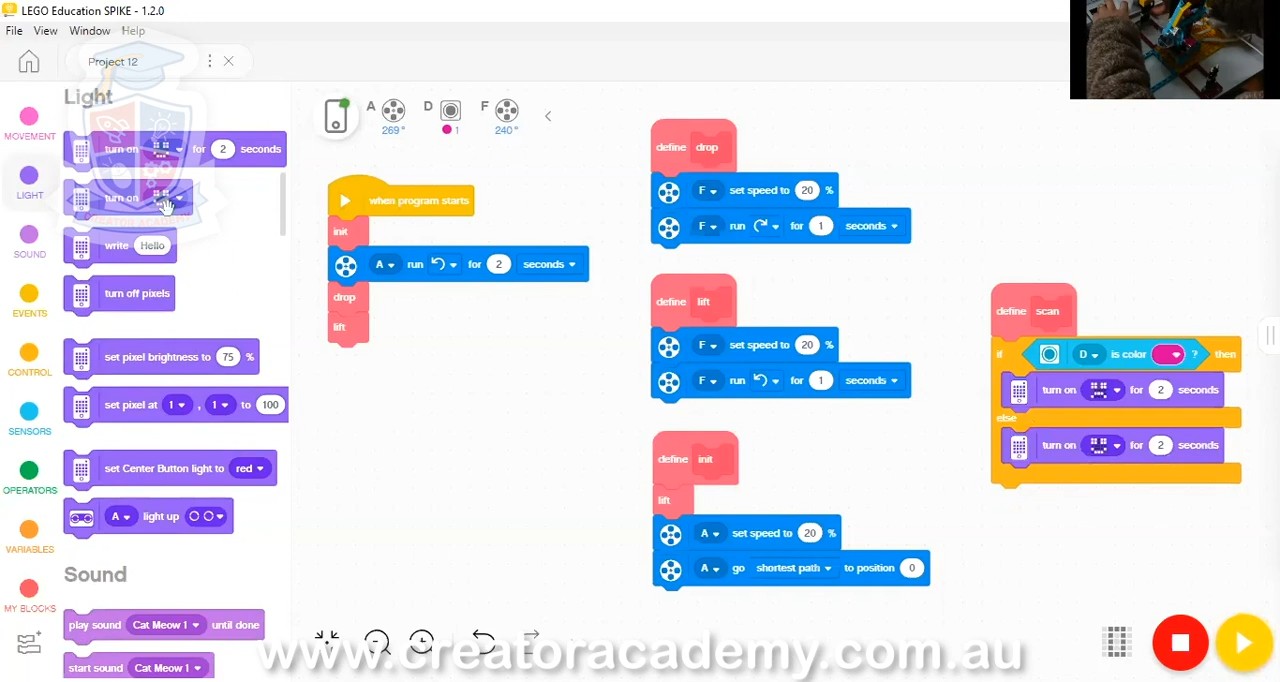 LEGO Education SPIKE - 1.2.0
File View Window Help
Project 12
MOVEMENT
LIGHT
SOUND
EVENTS
CONTROL
SENSORS
OPERATORS
VARIABLES
MY BLOCKS
Light
turn on for 2 seconds
turn on
write Hello
turn off pixels
set pixel brightness to 75 %
set pixel at 1 , 1 to 100
set Center Button light to red
A light up
Sound
play sound Cat Meow 1 until done
start sound Cat Meow 1
A 269° D 1 F 240°
when program starts
init
A run for 2 seconds
drop
lift
define drop
F set speed to 20 %
F run for 1 seconds
define lift
F set speed to 20 %
F run for 1 seconds
define init
lift
A set speed to 20 %
A go shortest path to position 0
define scan
if D is color ? then
turn on for 2 seconds
else
turn on for 2 seconds
www.creatoracademy.com.au